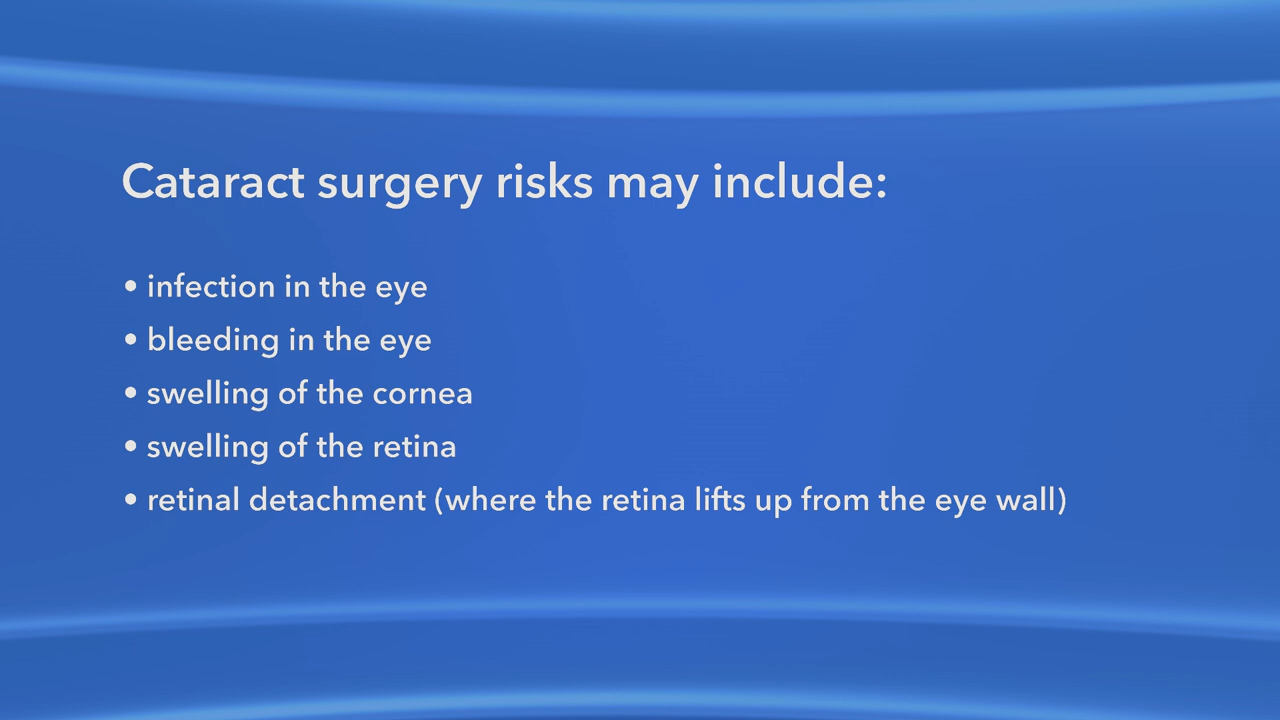 Cataract surgery risks may include:
• infection in the eye
• bleeding in the eye
• swelling of the cornea
• swelling of the retina
• retinal detachment (where the retina lifts up from the eye wall)